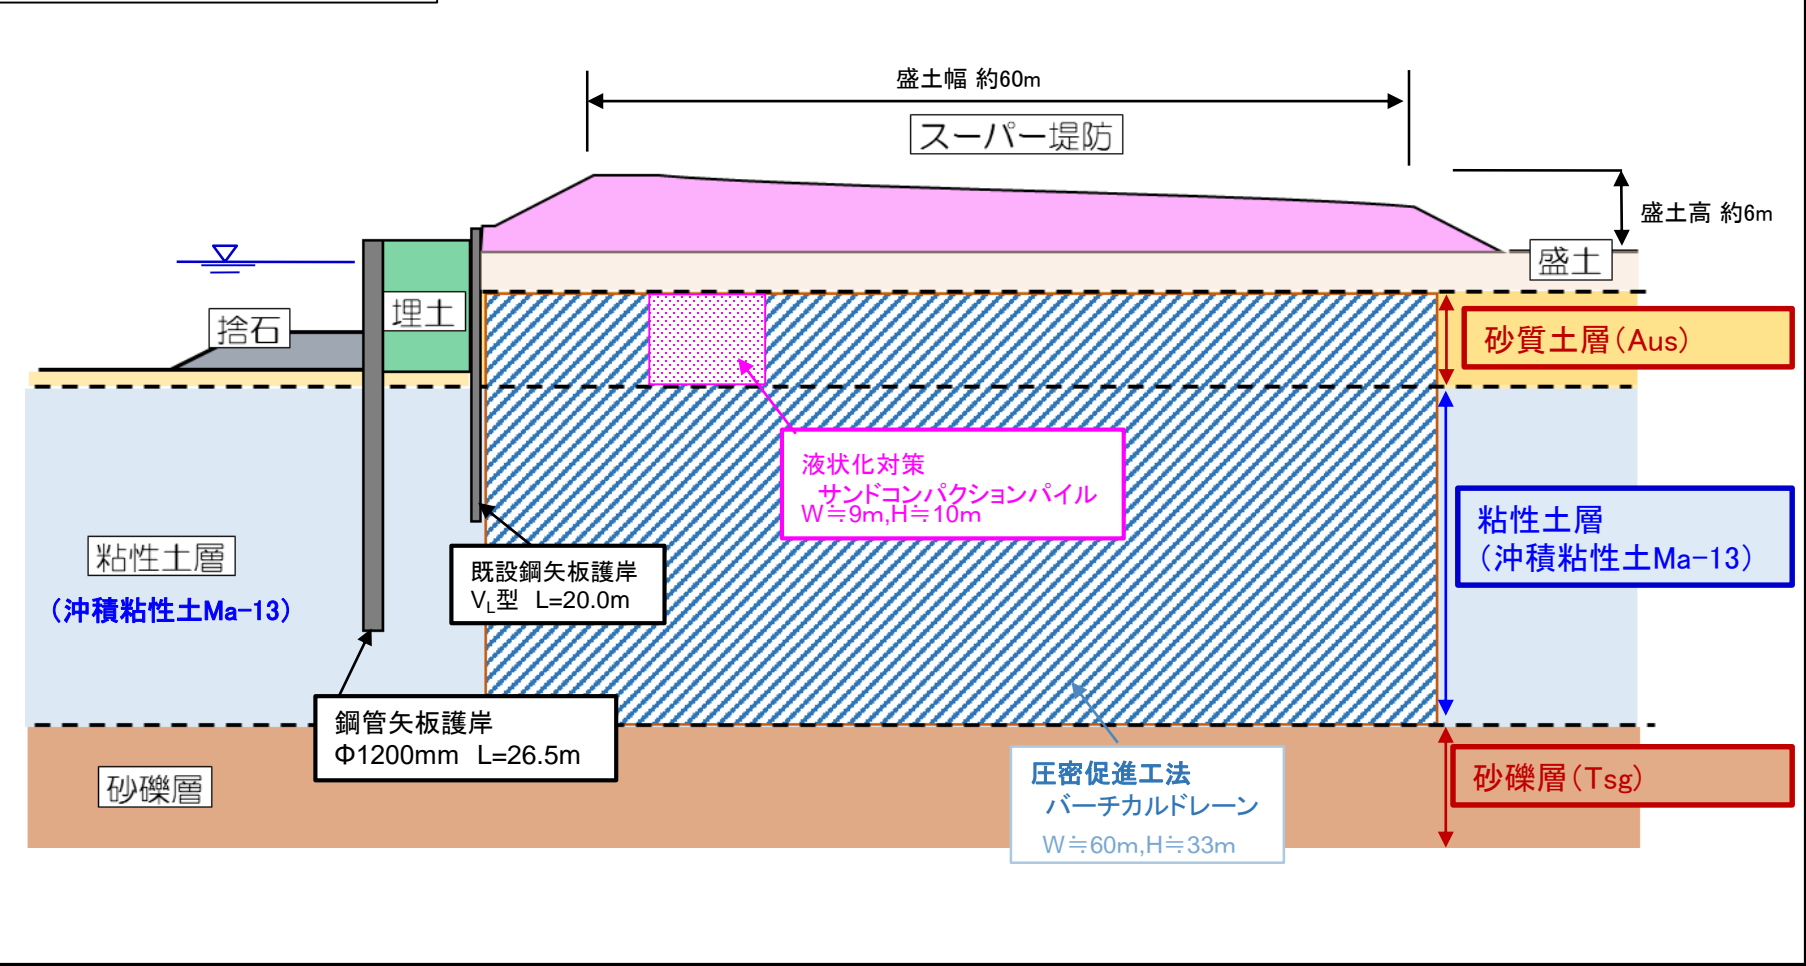 盛土幅 約60m
スーパー堤防
盛土高 約6m
盛土
埋土
捨石
砂質土層(Aus)
液状化対策
サンドコンパクションパイル
W≒9m,H≒10m
粘性土層
(沖積粘性土Ma-13)
粘性土層
(沖積粘性土Ma-13)
既設鋼矢板護岸
VL型 L=20.0m
鋼管矢板護岸
Φ1200mm L=26.5m
砂礫層
圧密促進工法
バーチカルドレーン
W≒60m,H≒33m
砂礫層(Tsg)